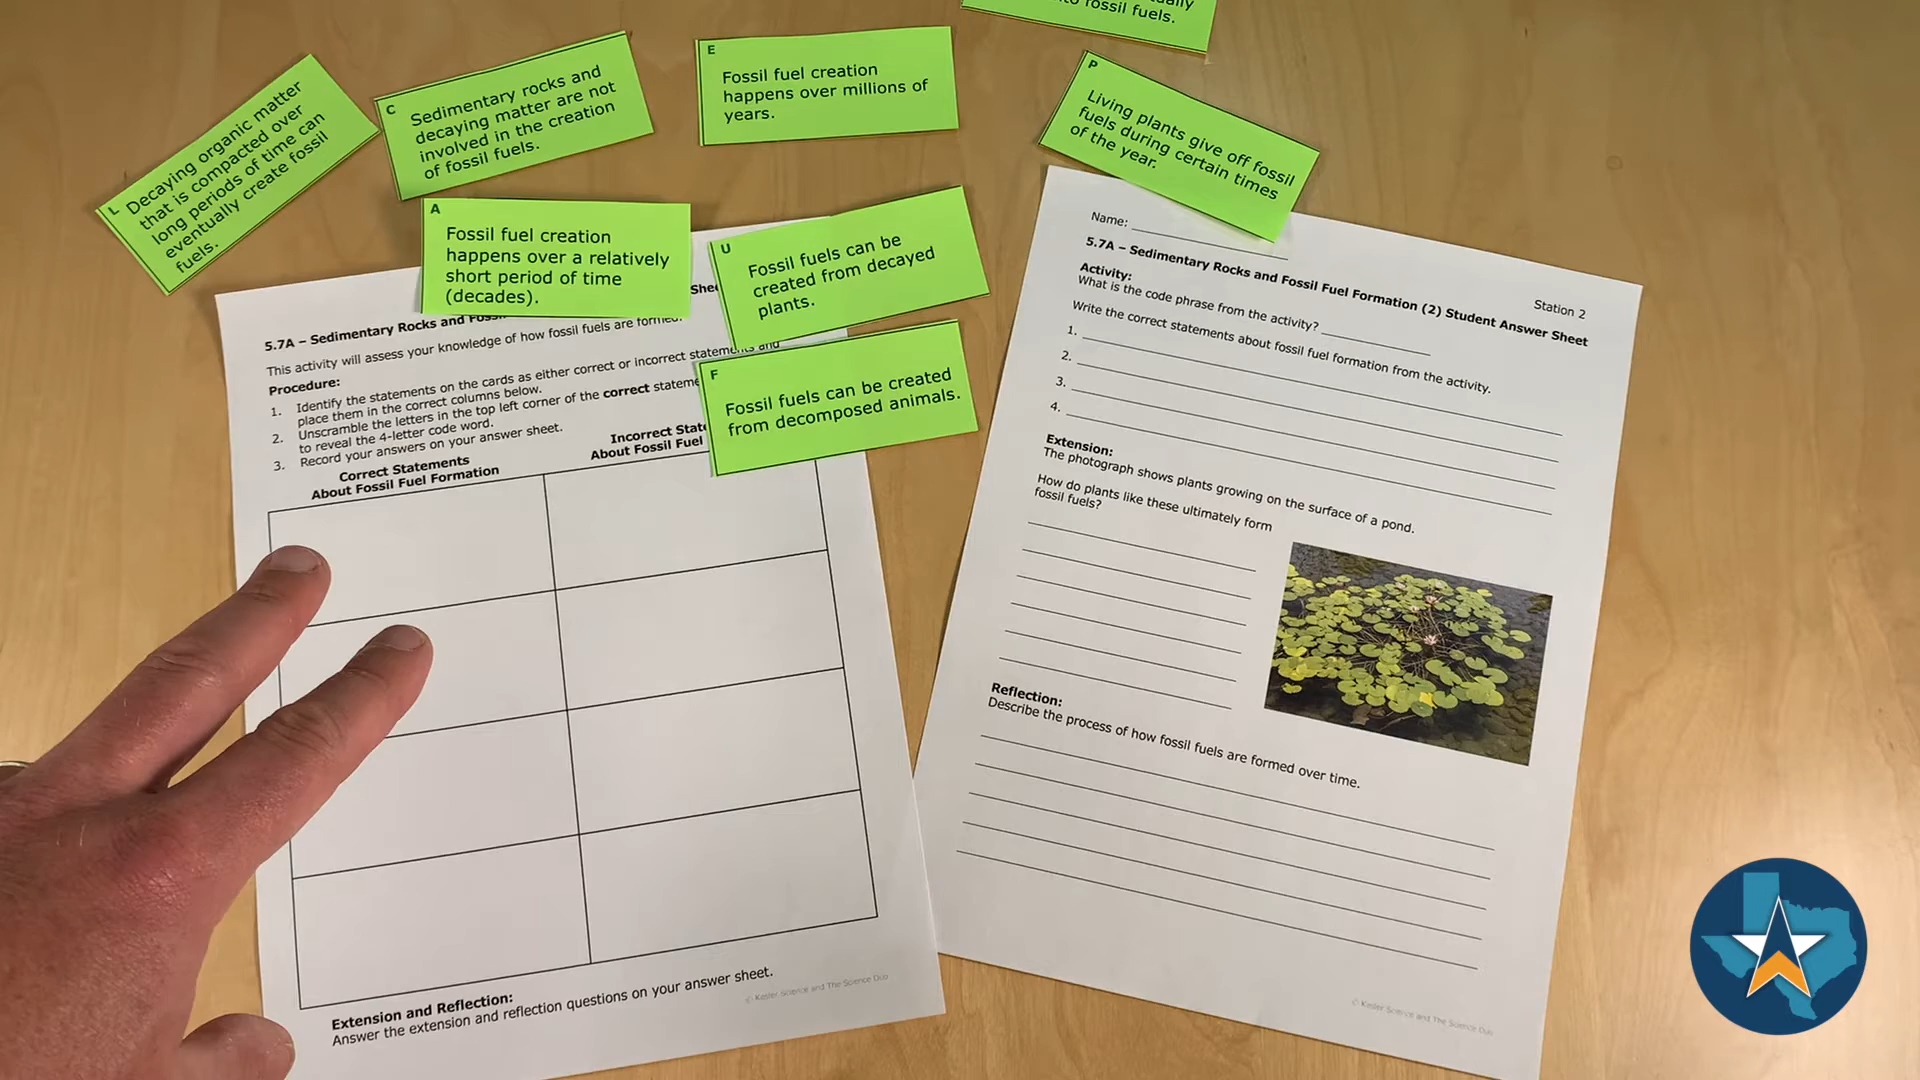 fossil fuels.
L
Decaying organic matter
that is compacted over
long periods of time can
eventually create fossil
fuels.
C
Sedimentary rocks and
decaying matter are not
involved in the creation
of fossil fuels.
E
Fossil fuel creation
happens over millions of
years.
P
Living plants give off fossil
fuels during certain times
of the year.
A
Fossil fuel creation
happens over a relatively
short period of time
(decades).
U
Fossil fuels can be
created from decayed
plants.
F
Fossil fuels can be created
from decomposed animals.
5.7A – Sedimentary Rocks and
This activity will assess your knowledge of how fossil fuels are formed.
Procedure:
1. Identify the statements on the cards as either correct or incorrect statements and
place them in the correct columns below.
2. Unscramble the letters in the top left corner of the correct
to reveal the 4-letter code word.
3. Record your answers on your answer sheet.
Correct Statements
About Fossil Fuel Formation
Incorrect
About Fossil Fuel
Extension and Reflection:
Answer the extension and reflection questions on your answer sheet.
© Kesler Science and The Science Duo
Name:
Station 2
5.7A – Sedimentary Rocks and Fossil Fuel Formation (2) Student Answer Sheet
Activity:
What is the code phrase from the activity?
Write the correct statements about fossil fuel formation from the activity.
1.
2.
3.
4.
Extension:
The photograph shows plants growing on the surface of a pond.
How do plants like these ultimately form
fossil fuels?
Reflection:
Describe the process of how fossil fuels are formed over time.
© Kesler Science and The Science Duo